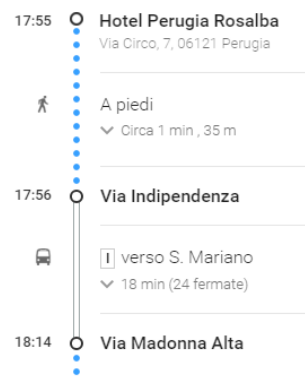 17:55 Hotel Perugia Rosalba
Via Circo, 7, 06121 Perugia
A piedi
Circa 1 min , 35 m
17:56 Via Indipendenza
I verso S. Mariano
18 min (24 fermate)
18:14 Via Madonna Alta